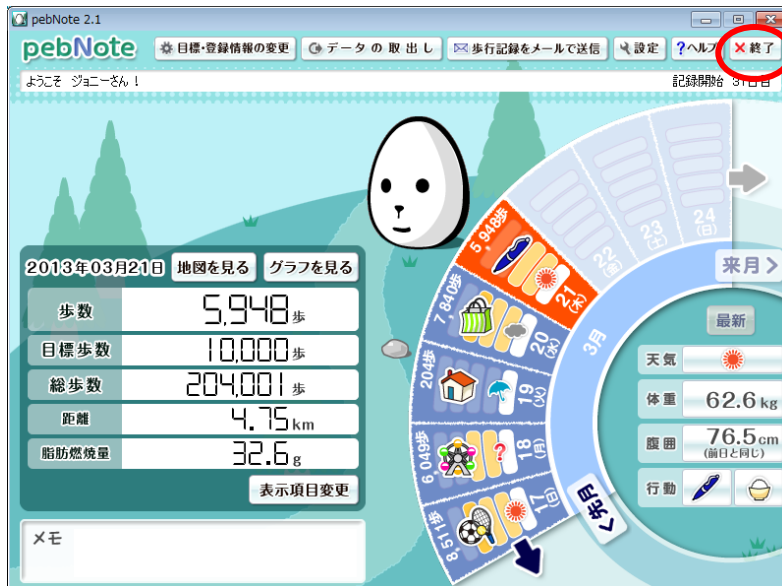 pebNote 2.1
pebNote 目標・登録情報の変更 データの取出し 歩行記録をメールで送信 設定 ?ヘルプ ×終了
ようこそ ジョニーさん! 記録開始 31日目
2013年03月21日 地図を見る グラフを見る
歩数 5,948歩
目標歩数 10,000歩
総歩数 204,001歩
距離 4.75km
脂肪燃焼量 32.6g
表示項目変更
メモ
24(日)
23(土)
22(金)
5,948歩 21(木)
7,840歩 20(水)
204歩 19(火)
6,049歩 ? 18(月)
8,511歩 17(日)
3月
来月>
<先月
最新
天気
体重 62.6kg
腹囲 76.5cm
(前日と同じ)
行動